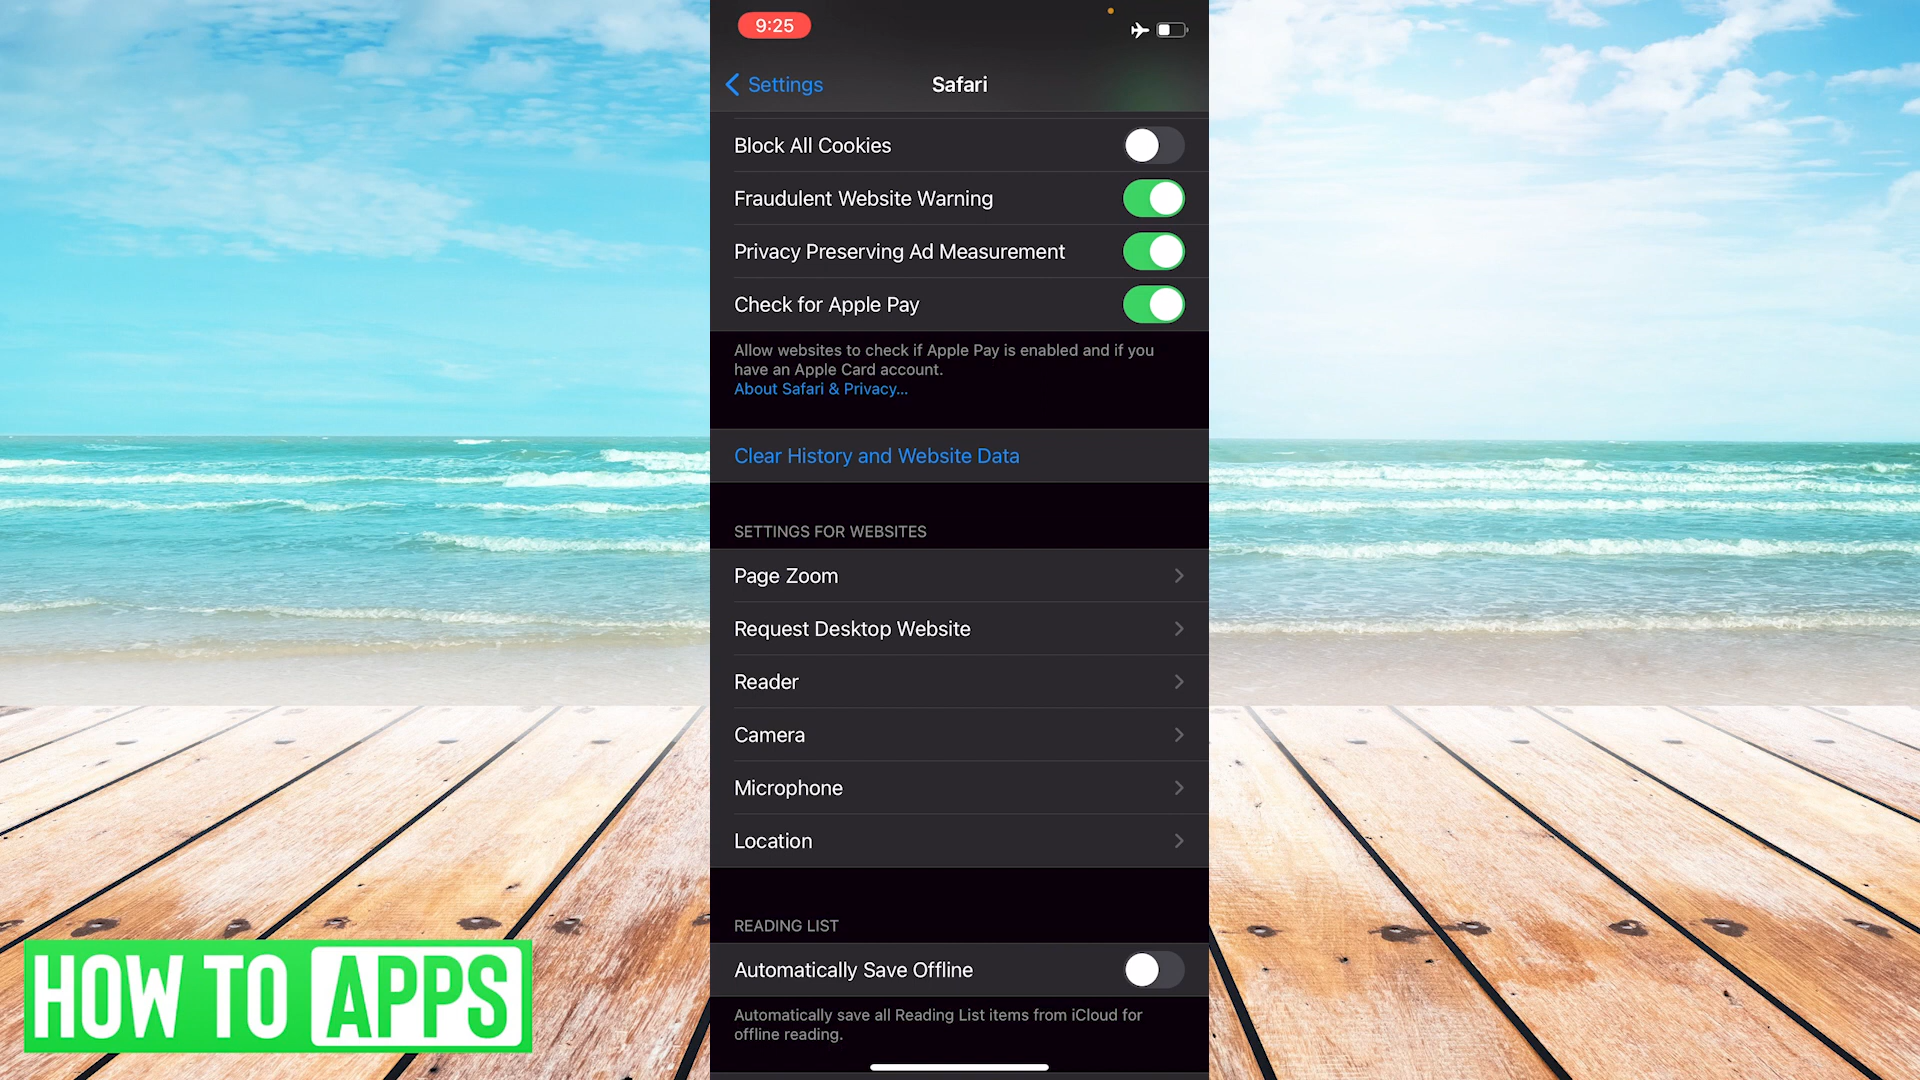 9:25
Settings
Safari
Block All Cookies
Fraudulent Website Warning
Privacy Preserving Ad Measurement
Check for Apple Pay
Allow websites to check if Apple Pay is enabled and if you
have an Apple Card account.
About Safari & Privacy...
Clear History and Website Data
SETTINGS FOR WEBSITES
Page Zoom
Request Desktop Website
Reader
Camera
Microphone
Location
READING LIST
Automatically Save Offline
Automatically save all Reading List items from iCloud for
offline reading.
HOW TO APPS